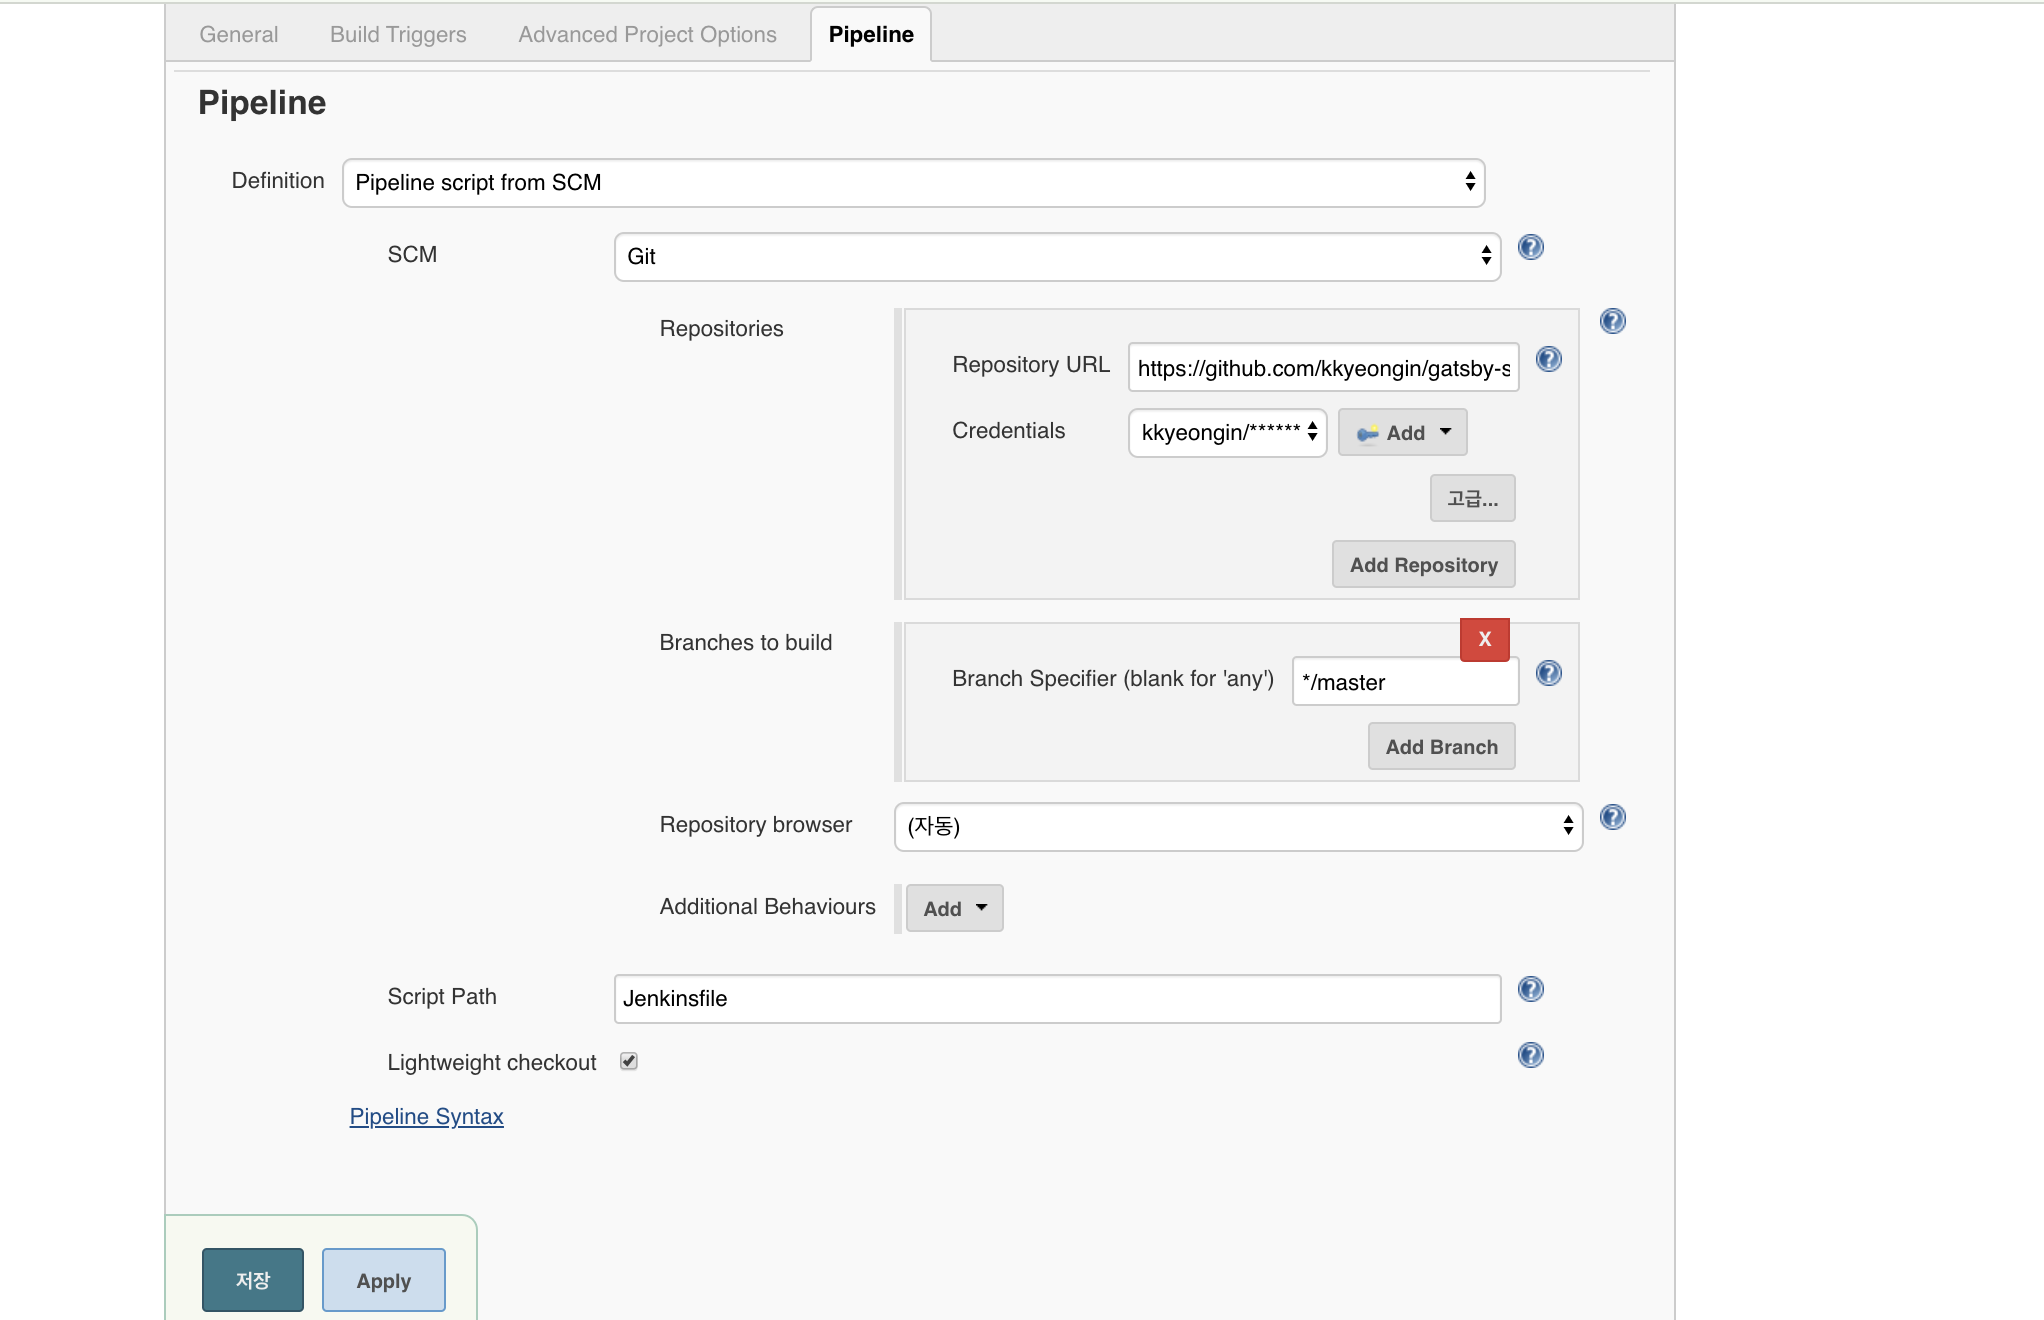 General Build Triggers Advanced Project Options Pipeline
Pipeline
Definition Pipeline script from SCM
SCM Git
Repositories
Repository URL https://github.com/kkyeongin/gatsby-s
Credentials kkyeongin/****** Add
고급...
Add Repository
Branches to build
X
Branch Specifier (blank for 'any') */master
Add Branch
Repository browser (자동)
Additional Behaviours Add
Script Path Jenkinsfile
Lightweight checkout
Pipeline Syntax
저장 Apply